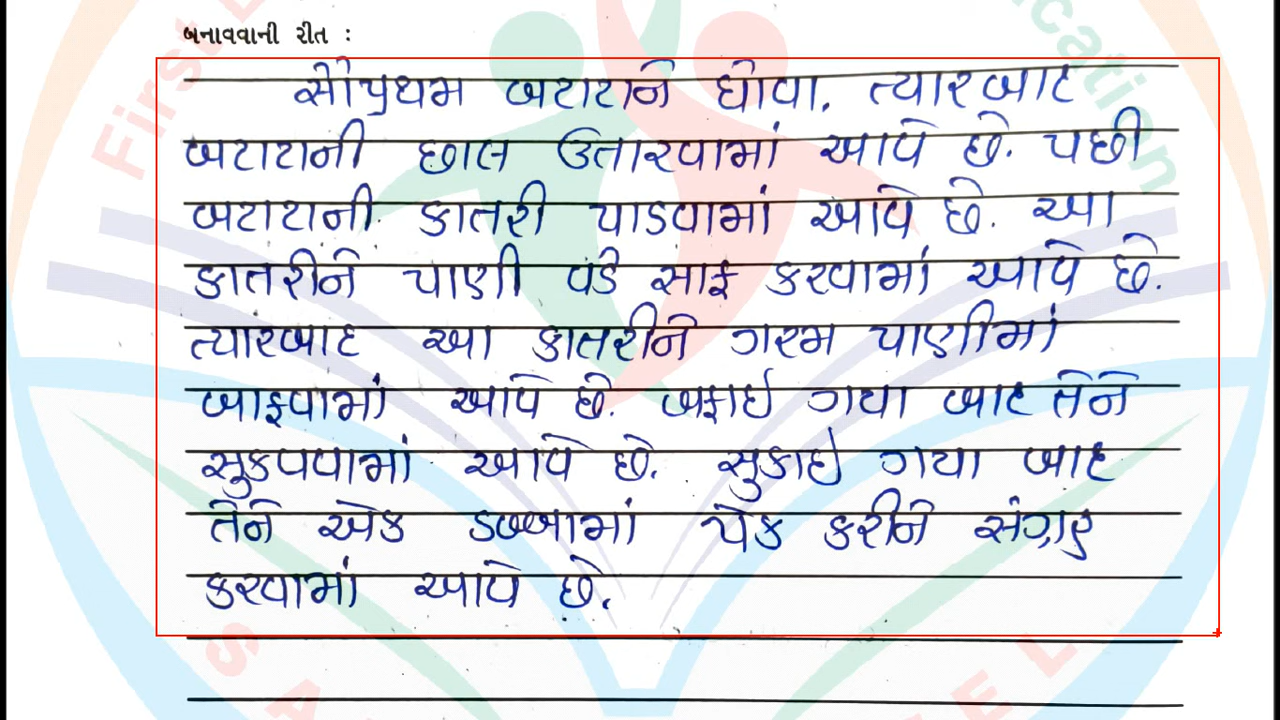 બનાવવાની રીત :
સૌપ્રથમ બટાટાને ધોવા. ત્યારબાદ
બટાટાની છાલ ઉતારવામાં આવે છે. પછી
બટાટાની કાતરી પાડવામાં આવે છે. આ
કાતરીને પાણી વડે સાફ કરવામાં આવે છે.
ત્યારબાદ આ કાતરીને ગરમ પાણીમાં
બાફવામાં આવે છે. બફાઈ ગયા બાદ તેને
સુકવવામાં આવે છે. સુકાઈ ગયા બાદ
તેને એક ડબ્બામાં પેક કરીને સંગ્રહ
કરવામાં આવે છે.